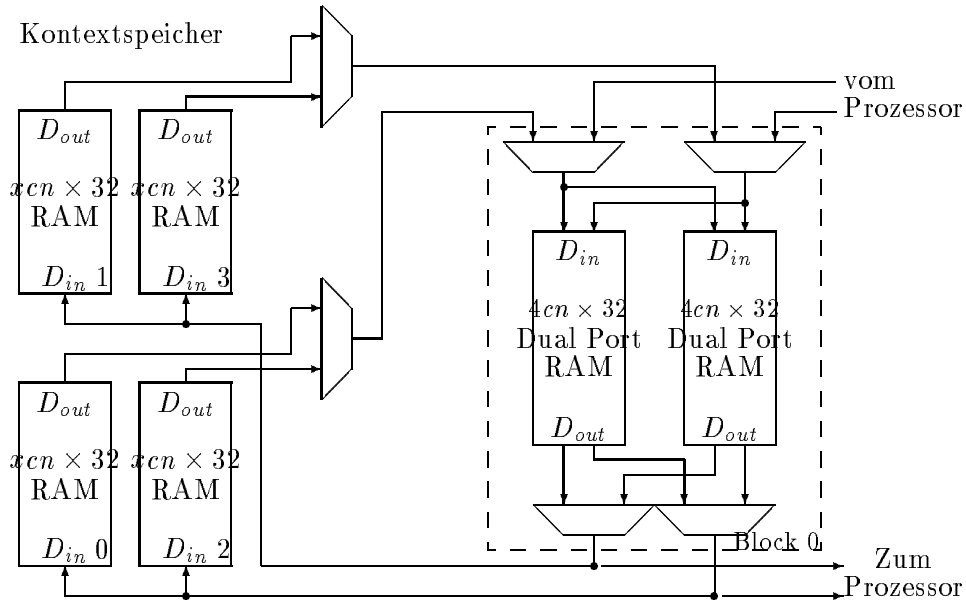 Kontextspeicher
vom
Prozessor
D_out
D_out
xcn × 32
RAM
xcn × 32
RAM
D_in 1
D_in 3
D_in
D_in
4cn × 32
Dual Port
RAM
4cn × 32
Dual Port
RAM
D_out
D_out
D_out
D_out
xcn × 32
RAM
xcn × 32
RAM
D_in 0
D_in 2
Block 0
Zum
Prozessor